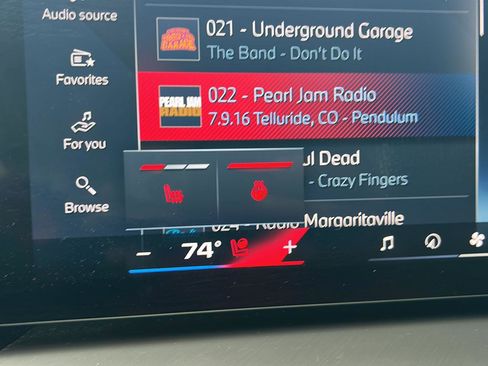 Audio source
021 - Underground Garage
The Band - Don't Do It
Favorites
PEARL JAM
RADIO
022 - Pearl Jam Radio
7.9.16 Telluride, CO - Pendulum
For you
ul Dead
- Crazy Fingers
Browse
024 - Radio Margaritaville
- 74° +